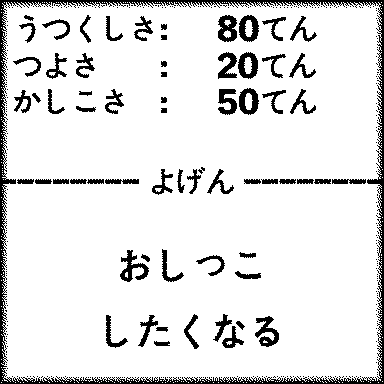 うつくしさ: 80てん
つよさ : 20てん
かしこさ : 50てん
よげん
おしっこ
したくなる